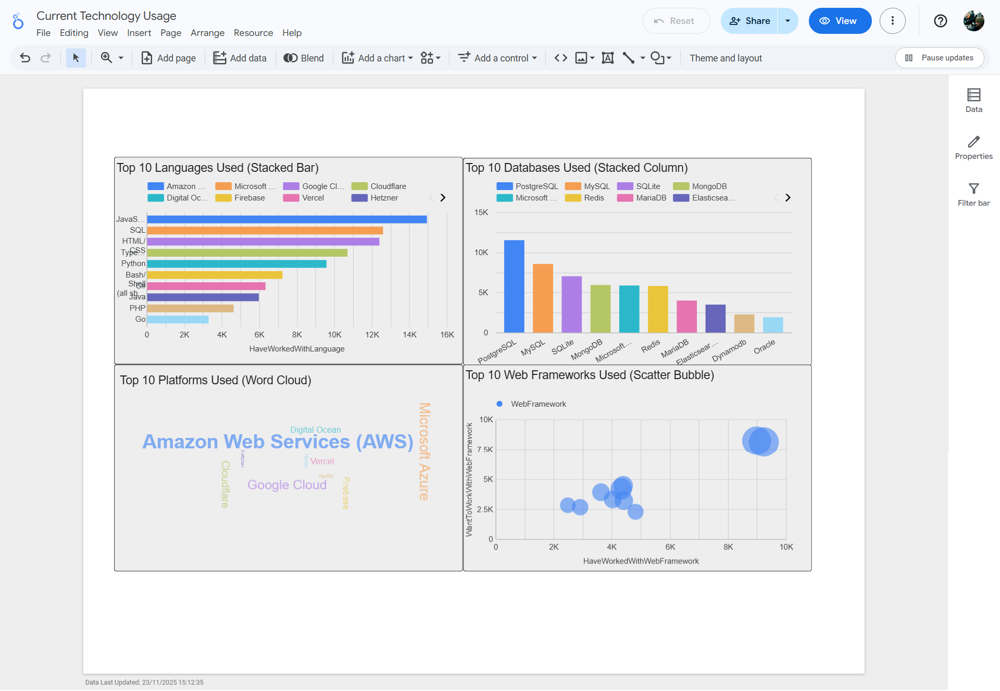 Current Technology Usage
File Editing View Insert Page Arrange Resource Help
Reset
Share
View
Add page
Add data
Blend
Add a chart
Add a control
Theme and layout
Pause updates
Data
Properties
Filter bar
Top 10 Languages Used (Stacked Bar)
Amazon ... Microsoft ... Google Cl... Cloudflare
Digital Oc... Firebase Vercel Hetzner
JavaS...
SQL
HTML/
CSS
Type...
Python
Bash/
Shell
(all sh...
C#
Java
PHP
Go
0 2K 4K 6K 8K 10K 12K 14K 16K
HaveWorkedWithLanguage
Top 10 Databases Used (Stacked Column)
PostgreSQL MySQL SQLite MongoDB
Microsoft ... Redis MariaDB Elasticsea...
15K
10K
5K
0
PostgreSQL MySQL SQLite MongoDB Microsoft... Redis MariaDB Elasticsear... Dynamodb Oracle
Top 10 Platforms Used (Word Cloud)
Digital Ocean
Amazon Web Services (AWS)
Microsoft Azure
Hetzner
Heroku
Vercel
Cloudflare
Netlify
Google Cloud
Firebase
Top 10 Web Frameworks Used (Scatter Bubble)
WebFramework
WantToWorkWithWebFramework
10K
7 5K
5K
2.5K
0
0 2K 4K 6K 8K 10K
HaveWorkedWithWebFramework
Data Last Updated: 23/11/2025 15:12:35